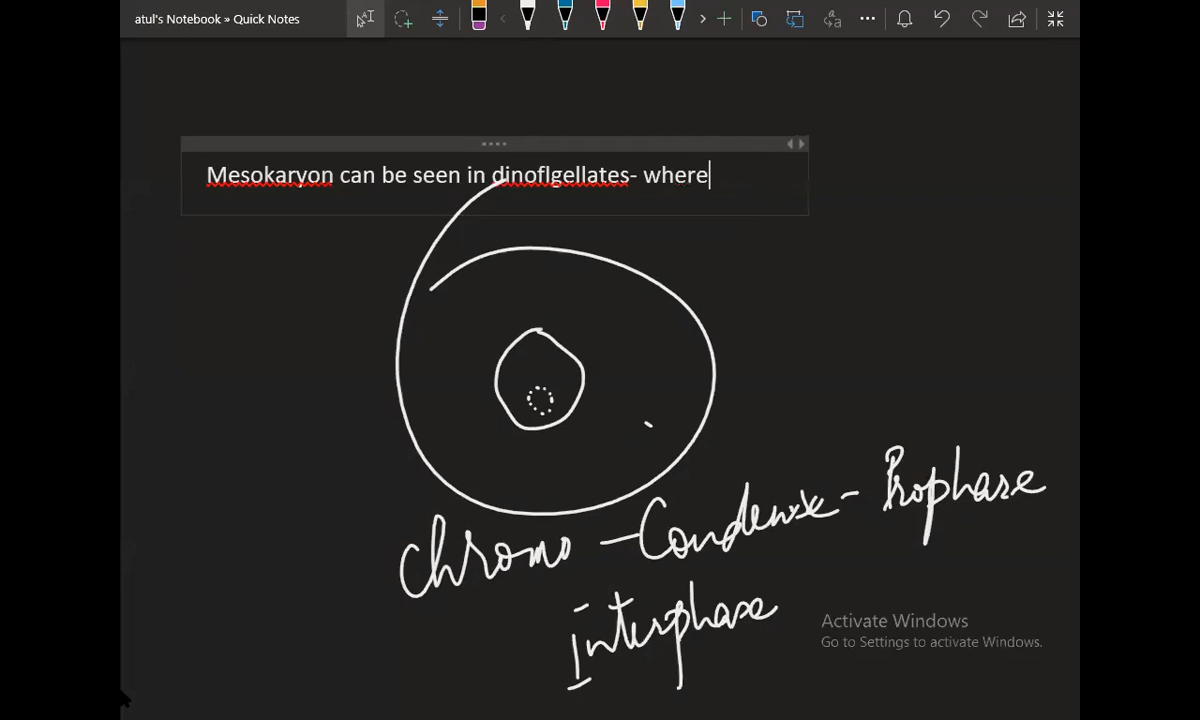 atul's Notebook » Quick Notes
Mesokaryon can be seen in dinoflgellates- where
Chromo - Condense - Prophase
Interphase
Activate Windows
Go to Settings to activate Windows.